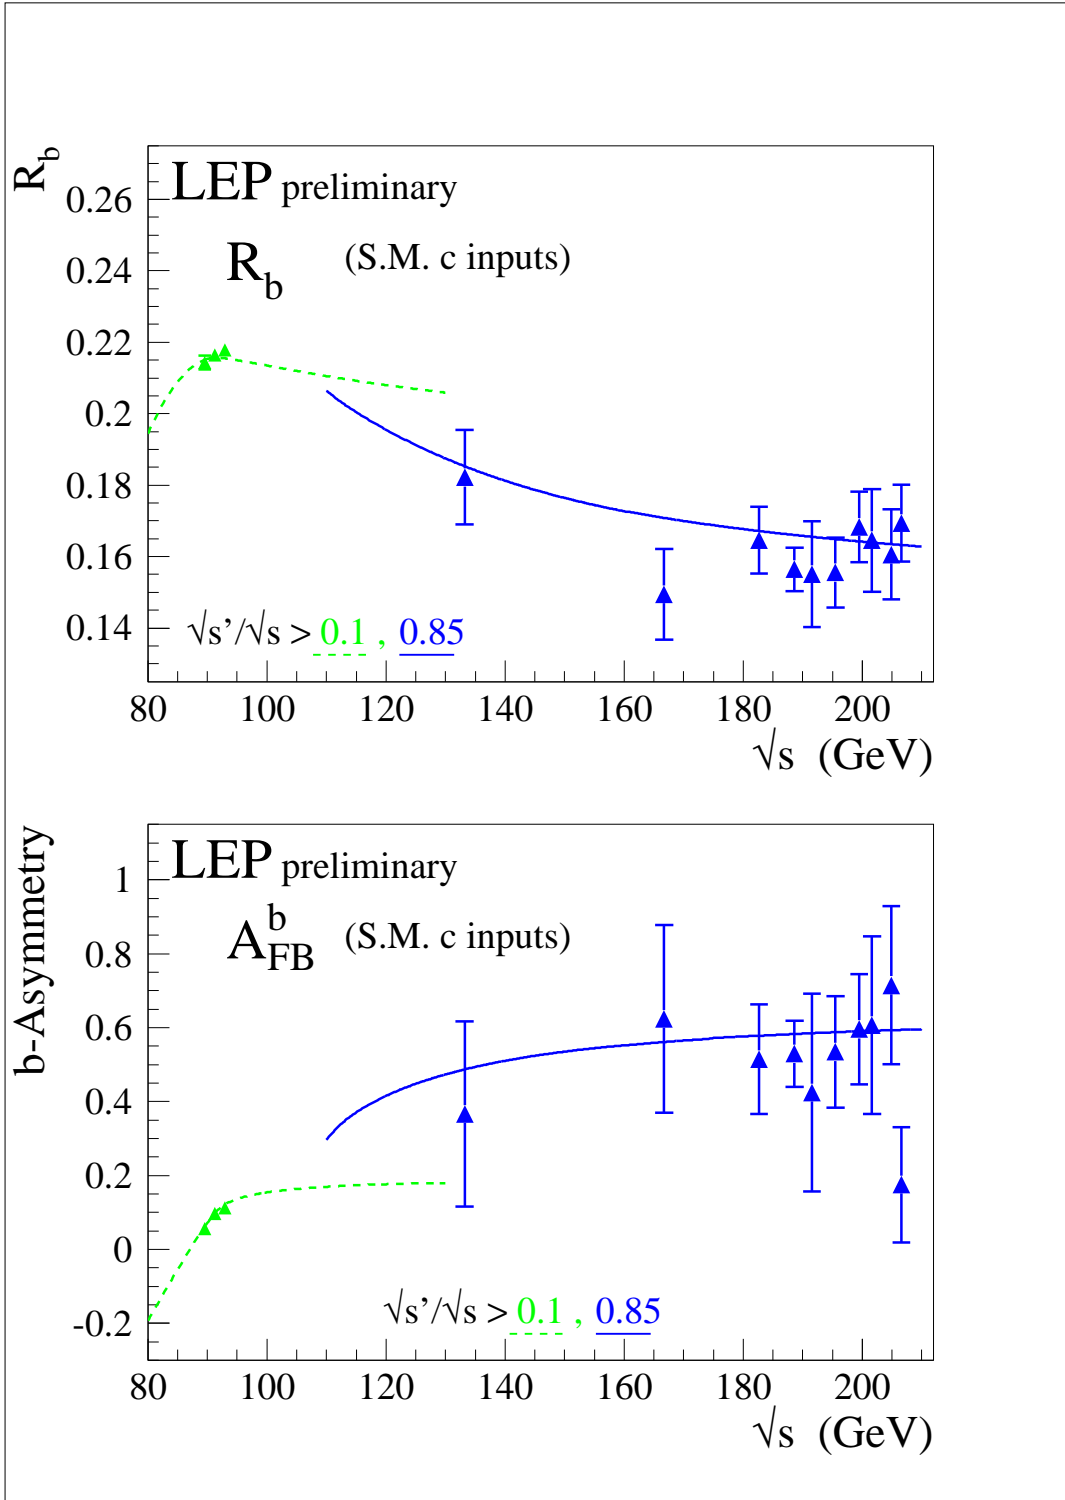 R_b
LEP preliminary
R_b (S.M. c inputs)
0.26
0.24
0.22
0.2
0.18
0.16
0.14
√s’/√s > 0.1 , 0.85
80 100 120 140 160 180 200
√s (GeV)
b-Asymmetry
LEP preliminary
A_FB^b (S.M. c inputs)
1
0.8
0.6
0.4
0.2
0
-0.2
√s’/√s > 0.1 , 0.85
80 100 120 140 160 180 200
√s (GeV)